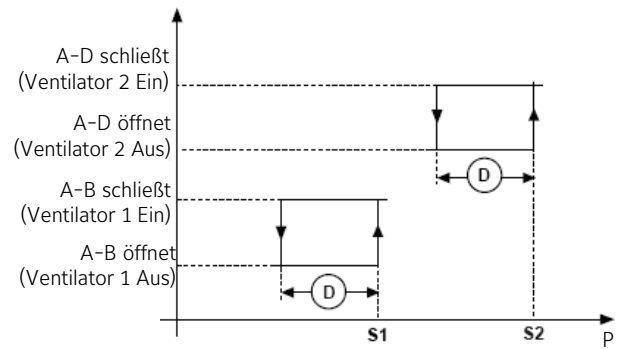 A-D schließt
(Ventilator 2 Ein)
A-D öffnet
(Ventilator 2 Aus)
D
A-B schließt
(Ventilator 1 Ein)
A-B öffnet
(Ventilator 1 Aus)
D
S1
S2
P